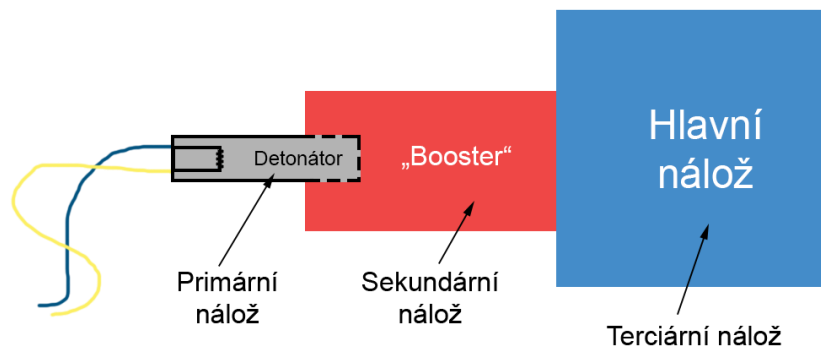 Detonátor
„Booster“
Hlavní
nálož
Primární
nálož
Sekundární
nálož
Terciární nálož